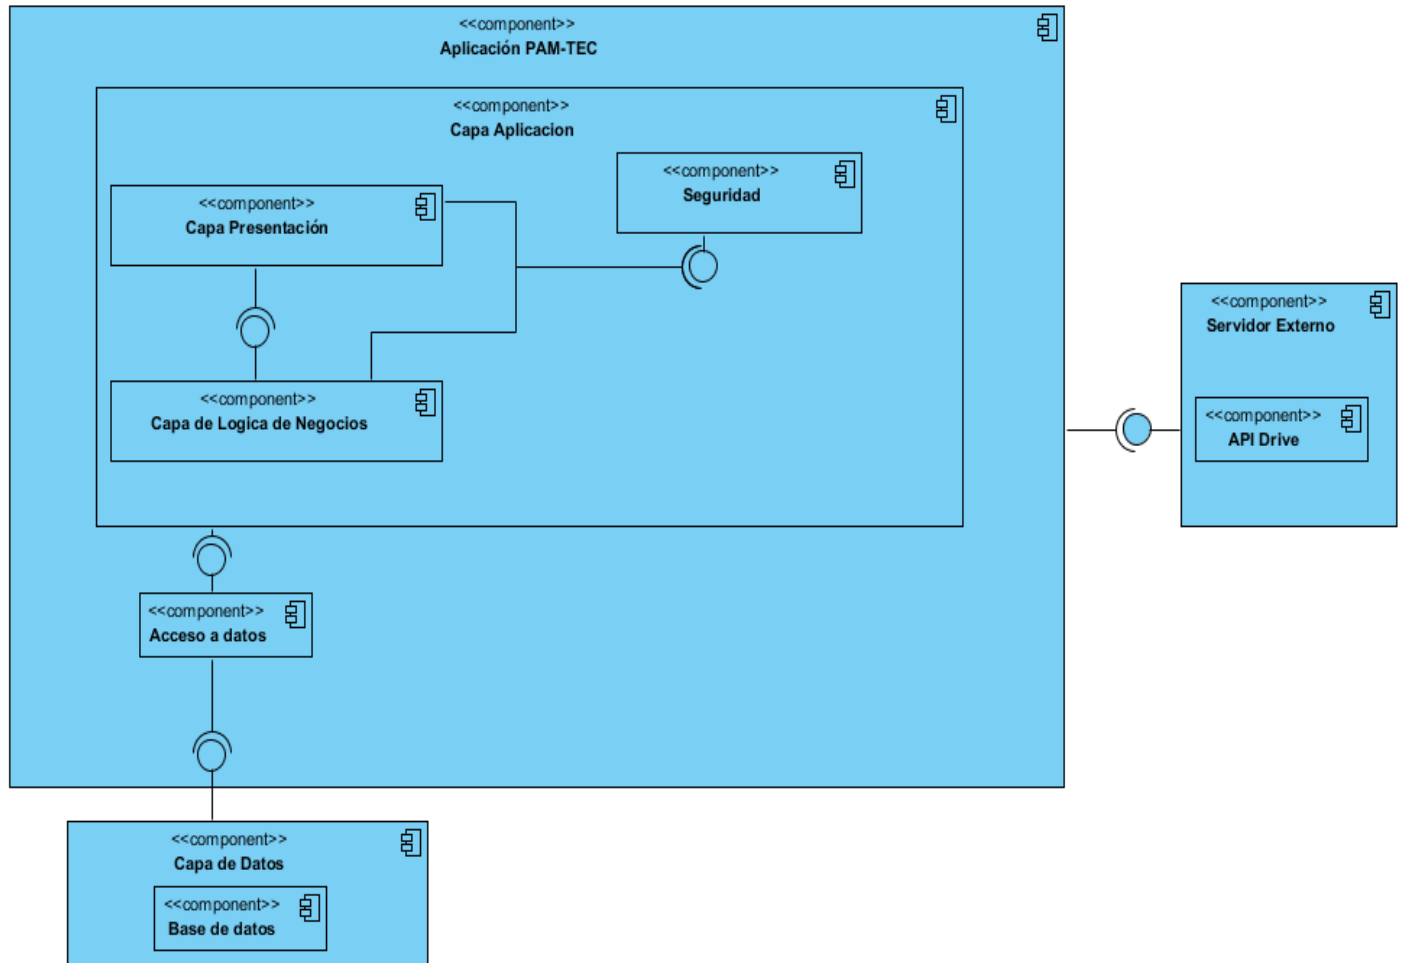 <<component>>
Aplicación PAM-TEC
<<component>>
Capa Aplicacion
<<component>>
Seguridad
<<component>>
Capa Presentación
<<component>>
Servidor Externo
<<component>>
Capa de Logica de Negocios
<<component>>
API Drive
<<component>>
Acceso a datos
<<component>>
Capa de Datos
<<component>>
Base de datos